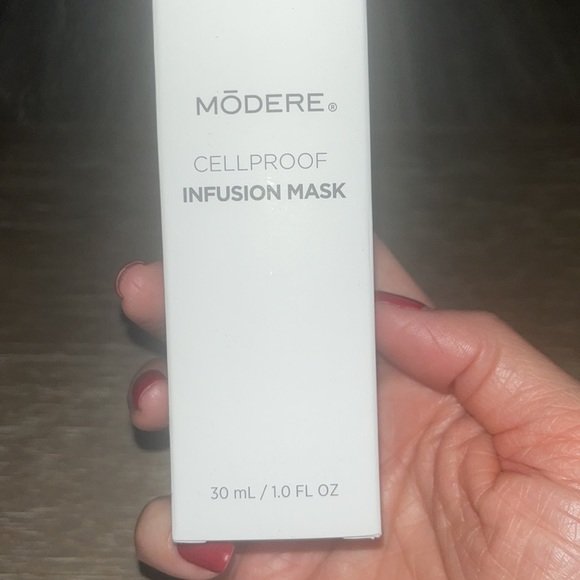 MŌDERE®
CELLPROOF
INFUSION MASK
30 mL / 1.0 FL OZ